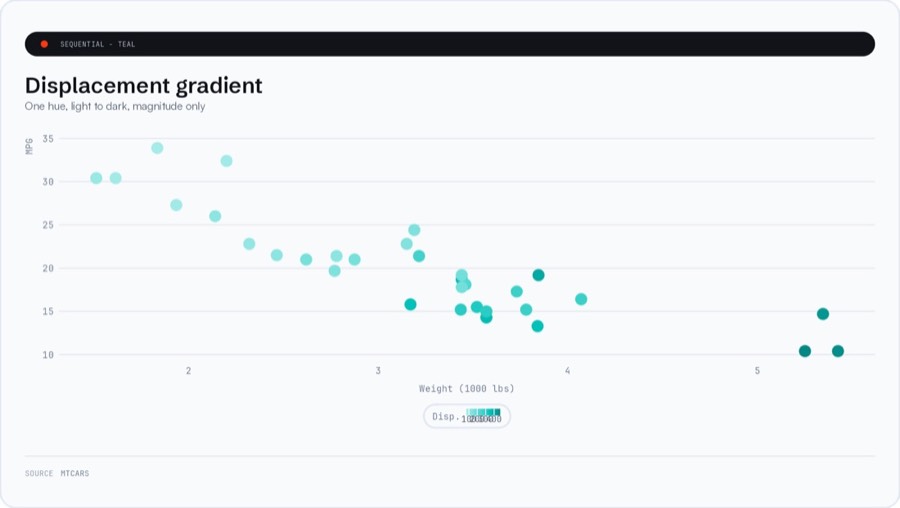 SEQUENTIAL · TEAL
Displacement gradient
One hue, light to dark, magnitude only
MPG
35
30
25
20
15
10
2 3 4 5
Weight (1000 lbs)
Disp.
SOURCE MTCARS